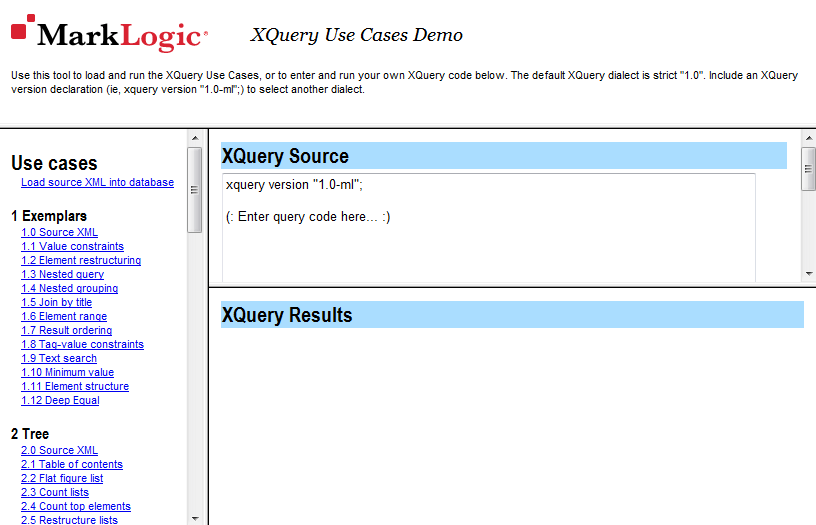 MarkLogic®
XQuery Use Cases Demo
Use this tool to load and run the XQuery Use Cases, or to enter and run your own XQuery code below. The default XQuery dialect is strict "1.0". Include an XQuery
version declaration (ie, xquery version "1.0-ml";) to select another dialect.
Use cases
Load source XML into database
1 Exemplars
1.0 Source XML
1.1 Value constraints
1.2 Element restructuring
1.3 Nested query
1.4 Nested grouping
1.5 Join by title
1.6 Element range
1.7 Result ordering
1.8 Tag-value constraints
1.9 Text search
1.10 Minimum value
1.11 Element structure
1.12 Deep Equal
2 Tree
2.0 Source XML
2.1 Table of contents
2.2 Flat figure list
2.3 Count lists
2.4 Count top elements
2.5 Restructure lists
XQuery Source
xquery version "1.0-ml";
(: Enter query code here... :)
XQuery Results